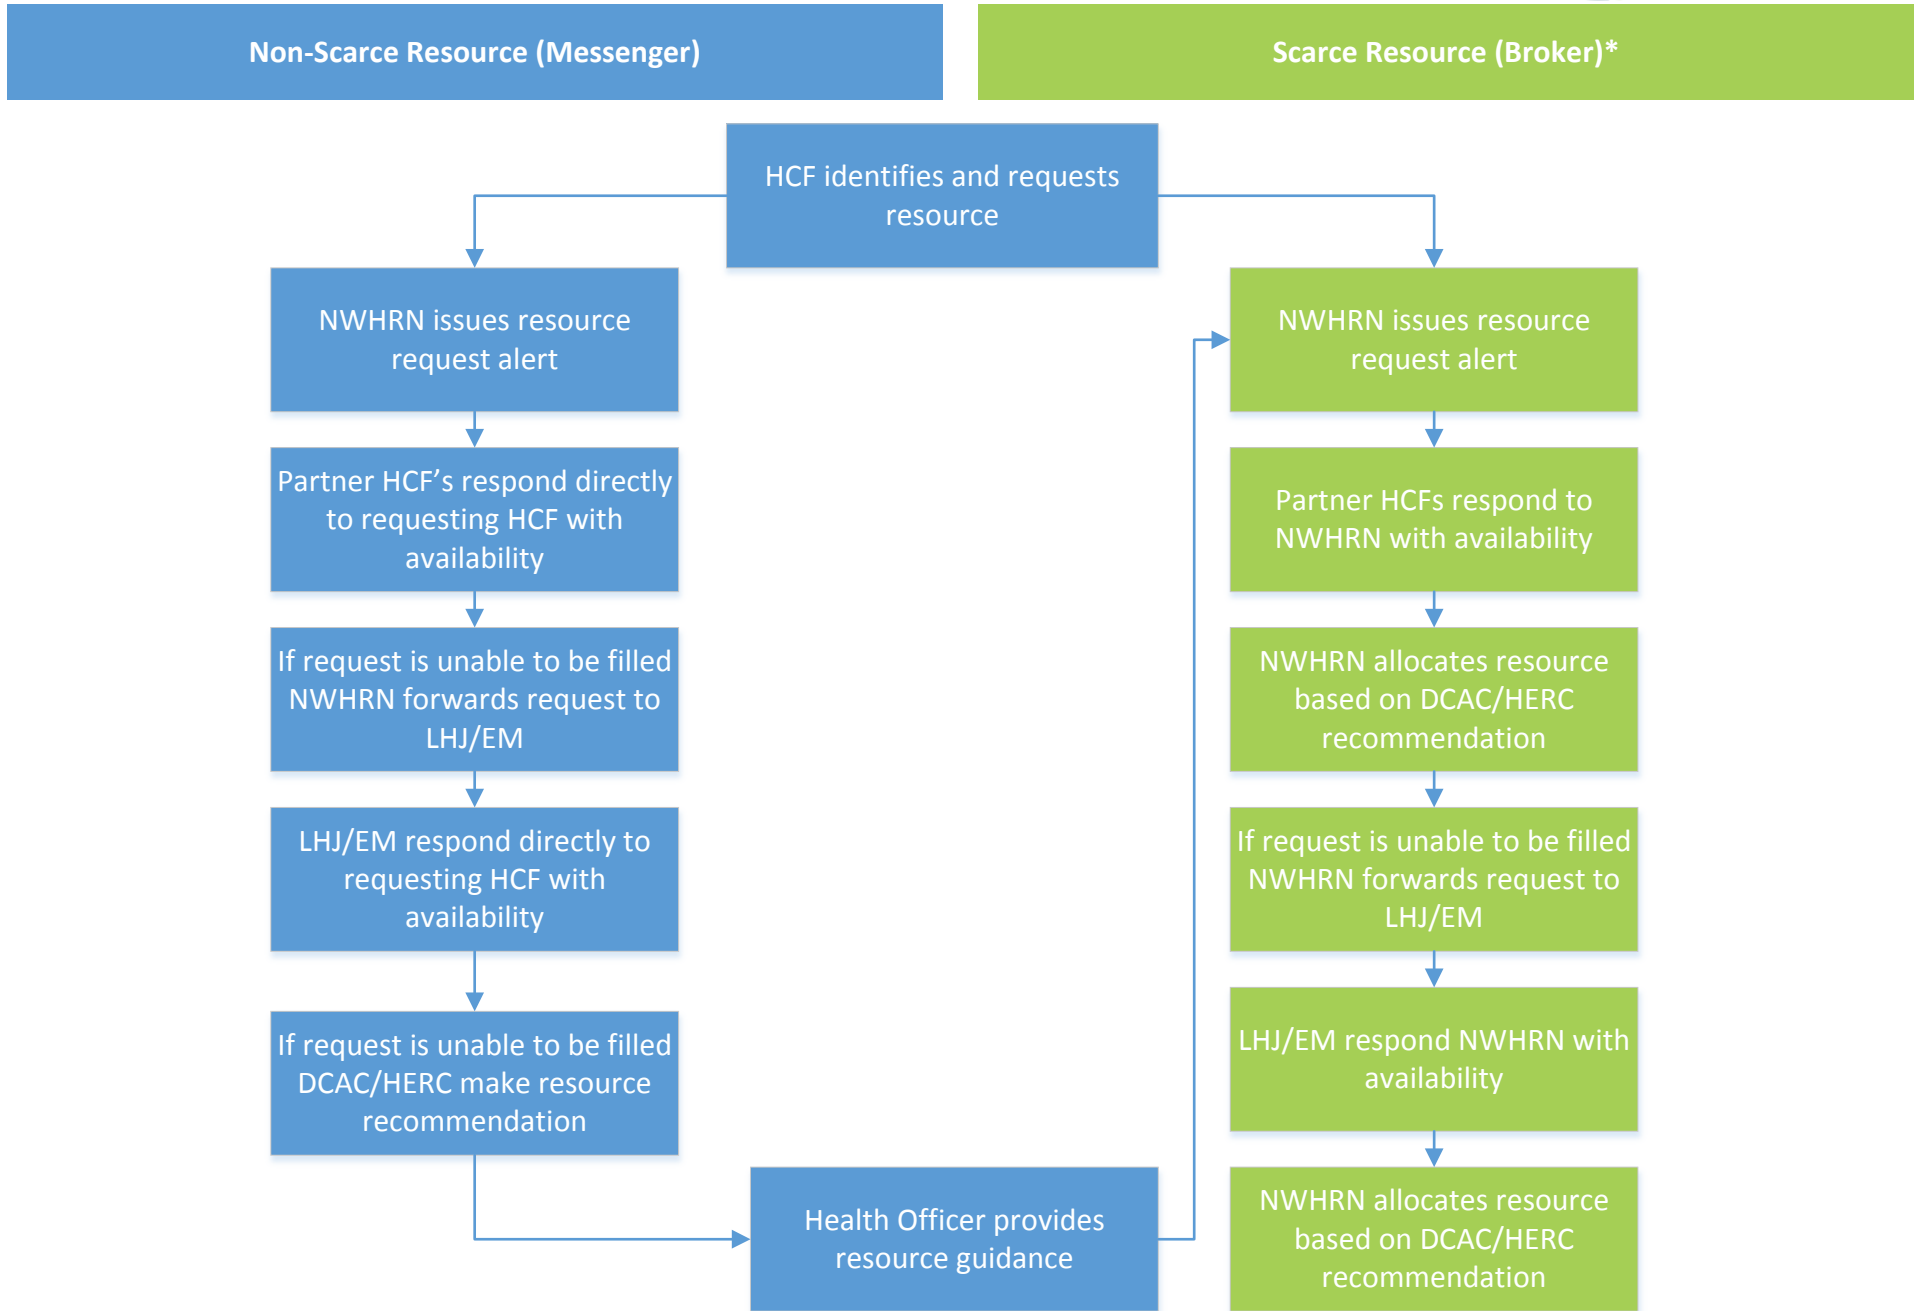 Non-Scarce Resource (Messenger)
Scarce Resource (Broker)*
HCF identifies and requests
resource
NWHRN issues resource
request alert
Partner HCF’s respond directly
to requesting HCF with
availability
If request is unable to be filled
NWHRN forwards request to
LHJ/EM
LHJ/EM respond directly to
requesting HCF with
availability
If request is unable to be filled
DCAC/HERC make resource
recommendation
Health Officer provides
resource guidance
NWHRN issues resource
request alert
Partner HCFs respond to
NWHRN with availability
NWHRN allocates resource
based on DCAC/HERC
recommendation
If request is unable to be filled
NWHRN forwards request to
LHJ/EM
LHJ/EM respond NWHRN with
availability
NWHRN allocates resource
based on DCAC/HERC
recommendation